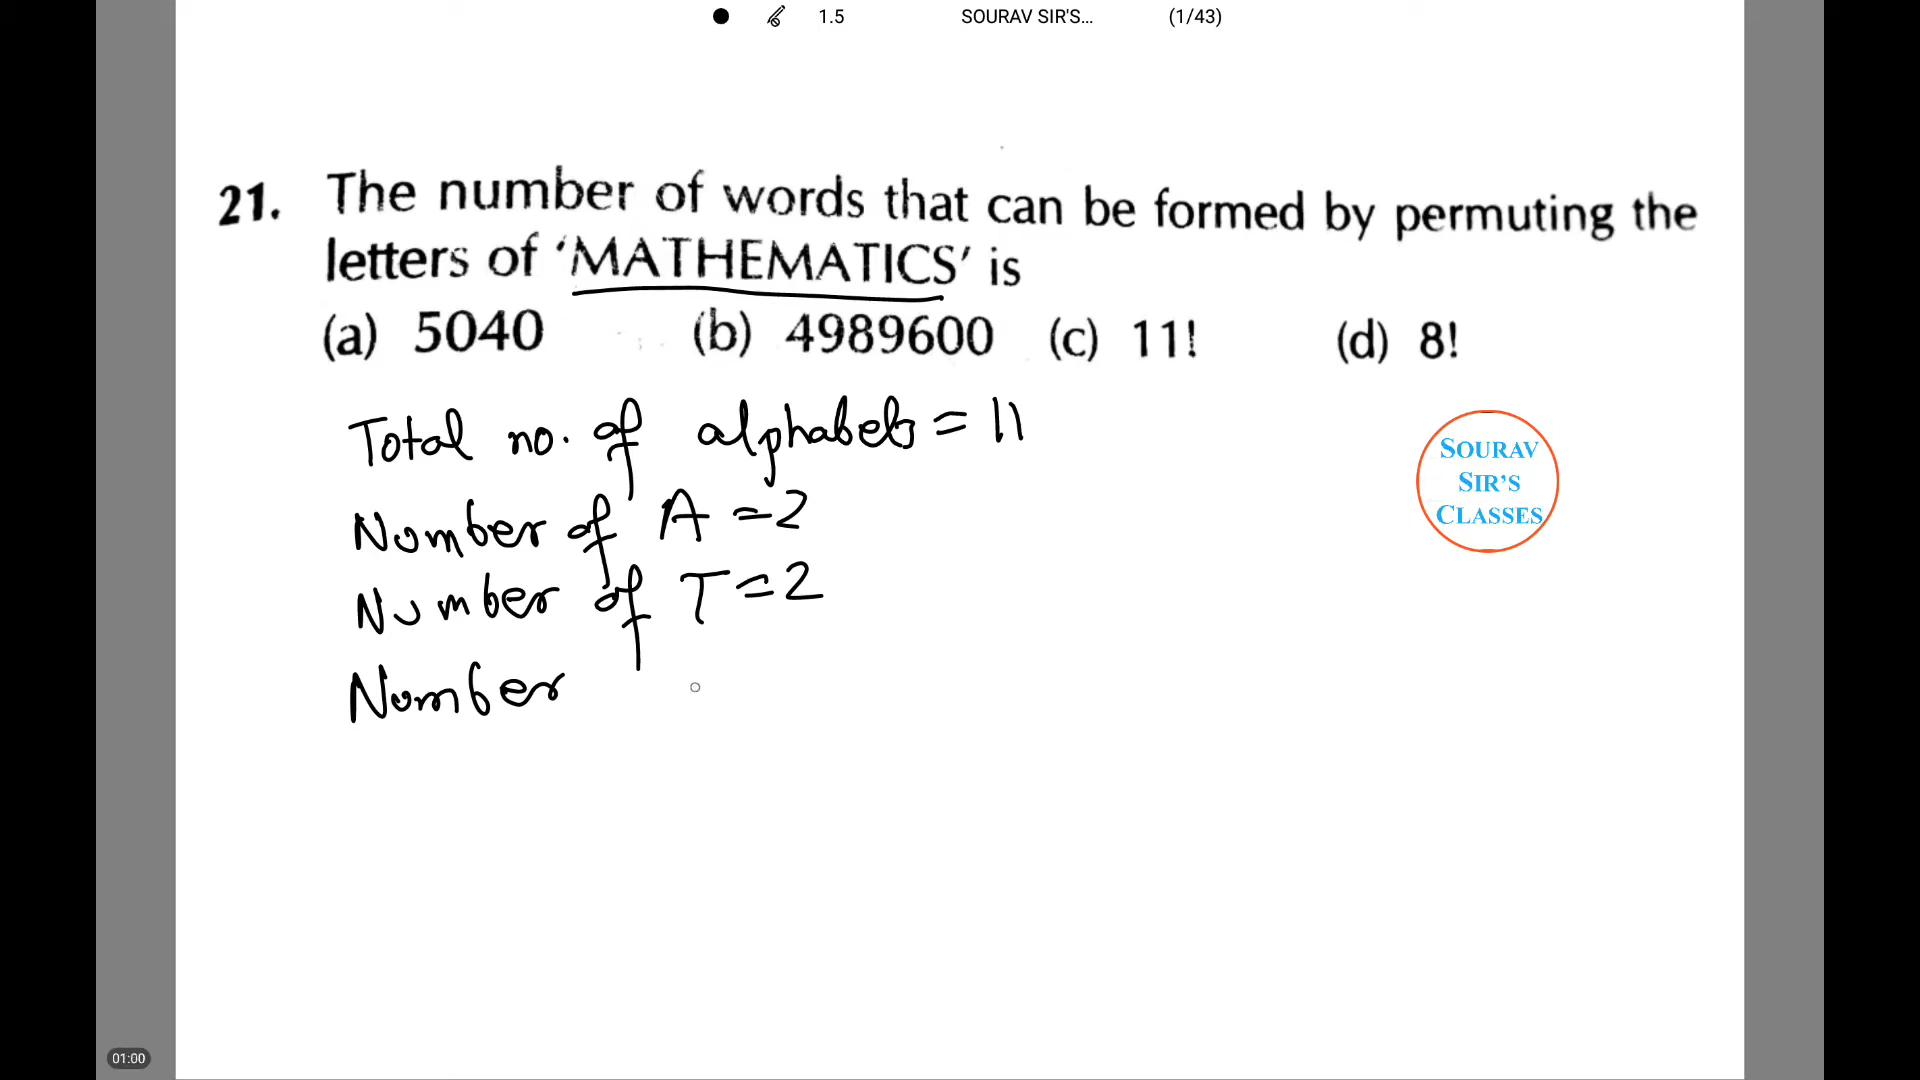 1.5 SOURAV SIR'S... (1/43)
21. The number of words that can be formed by permuting the
letters of ‘MATHEMATICS’ is
(a) 5040 (b) 4989600 (c) 11! (d) 8!
Total no. of alphabets = 11
Number of A = 2
Number of T = 2
Number
SOURAV
SIR’S
CLASSES
01:00